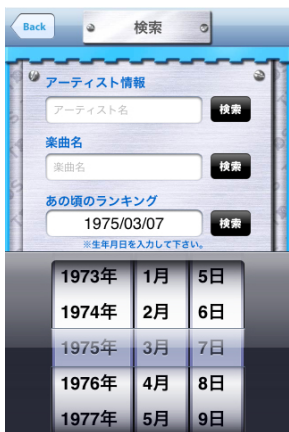 Back
検索
アーティスト情報
アーティスト名 検索
楽曲名
楽曲名 検索
あの頃のランキング
1975/03/07 検索
※生年月日を入力して下さい。
1973年 1月 5日
1974年 2月 6日
1975年 3月 7日
1976年 4月 8日
1977年 5月 9日